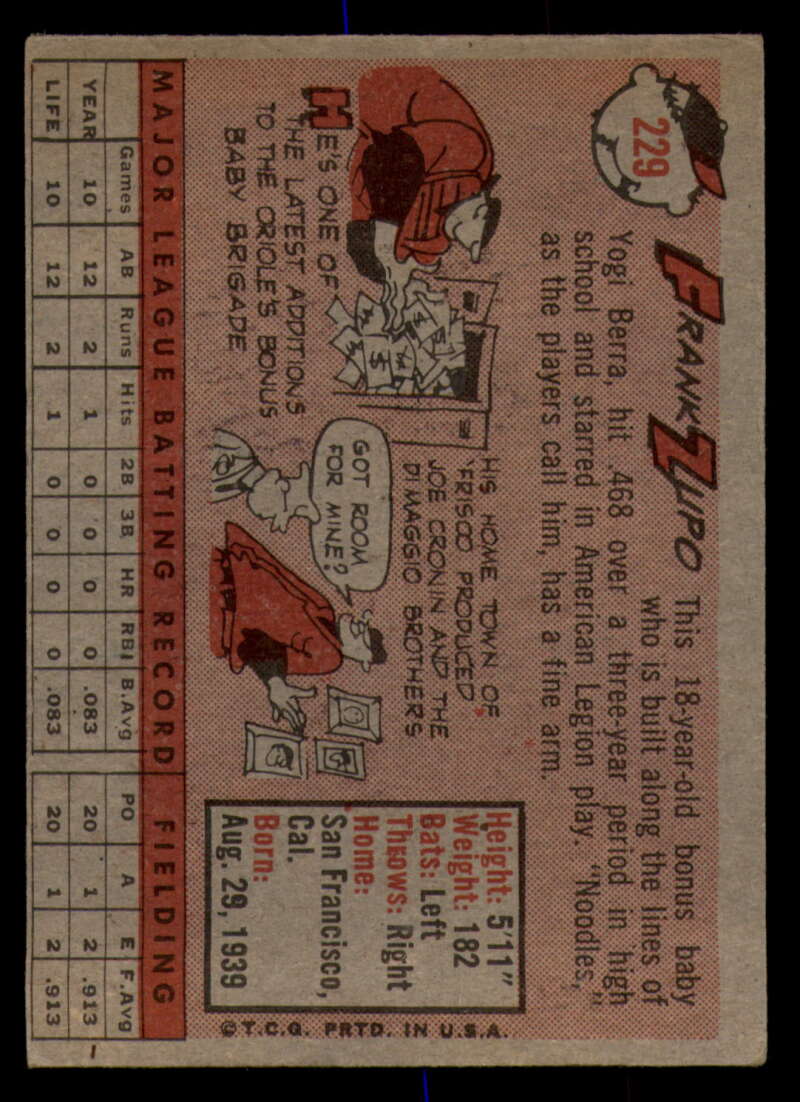 229
FRANK ZUPO
This 18-year-old bonus baby
who is built along the lines of
Yogi Berra, hit .468 over a three-year period in high
school and starred in American Legion play. "Noodles,"
as the players call him, has a fine arm.
HE'S ONE OF
THE LATEST ADDITIONS
TO THE ORIOLE'S BONUS
BABY BRIGADE
$
$
$
HIS HOME TOWN OF
'FRISCO PRODUCED
JOE CRONIN AND THE
DI MAGGIO BROTHERS
GOT ROOM
FOR MINE?
Height: 5'11"
Weight: 182
Bats: Left
Throws: Right
Home:
San Francisco,
Cal.
Born:
Aug. 29, 1939
© T.C.G. PRTD. IN U.S.A.
MAJOR LEAGUE BATTING RECORD FIELDING
Games AB Runs Hits 2B 3B HR RBI B.Avg PO A E F.Avg
YEAR 10 12 2 1 0 0 0 0 .083 20 1 2 .913
LIFE 10 12 2 1 0 0 0 0 .083 20 1 2 .913